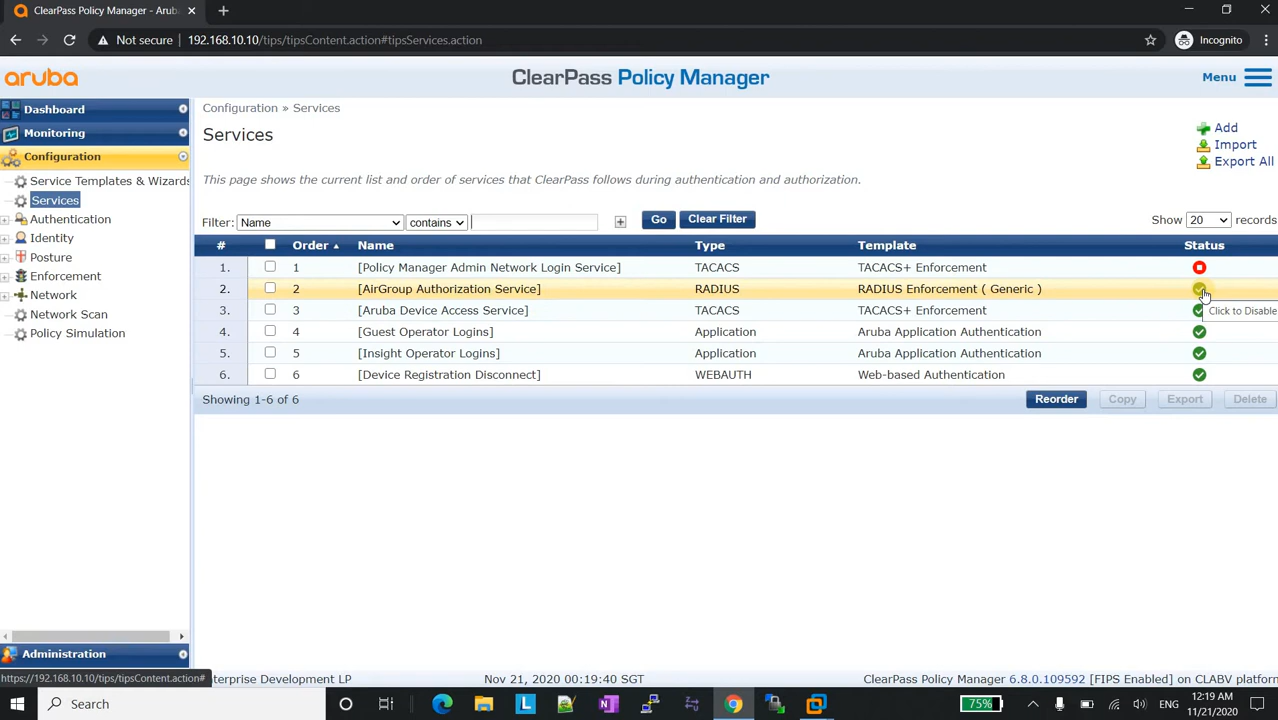 ClearPass Policy Manager - Aruba
Not secure 192.168.10.10/tips/tipsContent.action#tipsServices.action
Incognito
aruba
ClearPass Policy Manager
Menu
Dashboard
Monitoring
Configuration
Service Templates & Wizards
Services
Authentication
Identity
Posture
Enforcement
Network
Network Scan
Policy Simulation
Administration
Configuration » Services
Services
Add
Import
Export All
This page shows the current list and order of services that ClearPass follows during authentication and authorization.
Filter: Name contains + Go Clear Filter Show 20 records
# Order Name Type Template Status
1. 1 [Policy Manager Admin Network Login Service] TACACS TACACS+ Enforcement
2. 2 [AirGroup Authorization Service] RADIUS RADIUS Enforcement ( Generic )
3. 3 [Aruba Device Access Service] TACACS TACACS+ Enforcement
Click to Disable
4. 4 [Guest Operator Logins] Application Aruba Application Authentication
5. 5 [Insight Operator Logins] Application Aruba Application Authentication
6. 6 [Device Registration Disconnect] WEBAUTH Web-based Authentication
Showing 1-6 of 6
Reorder Copy Export Delete
https://192.168.10.10/tips/tipsContent.action#
terprise Development LP Nov 21, 2020 00:19:40 SGT ClearPass Policy Manager 6.8.0.109592 [FIPS Enabled] on CLABV platform
Search
75%
ENG
12:19 AM
11/21/2020